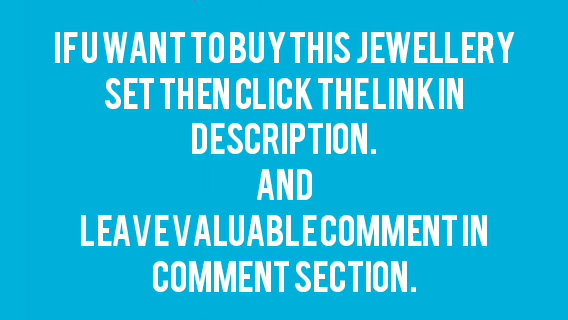 IF U WANT TO BUY THIS JEWELLERY
SET THEN CLICK THE LINK IN
DESCRIPTION.
AND
LEAVE VALUABLE COMMENT IN
COMMENT SECTION.